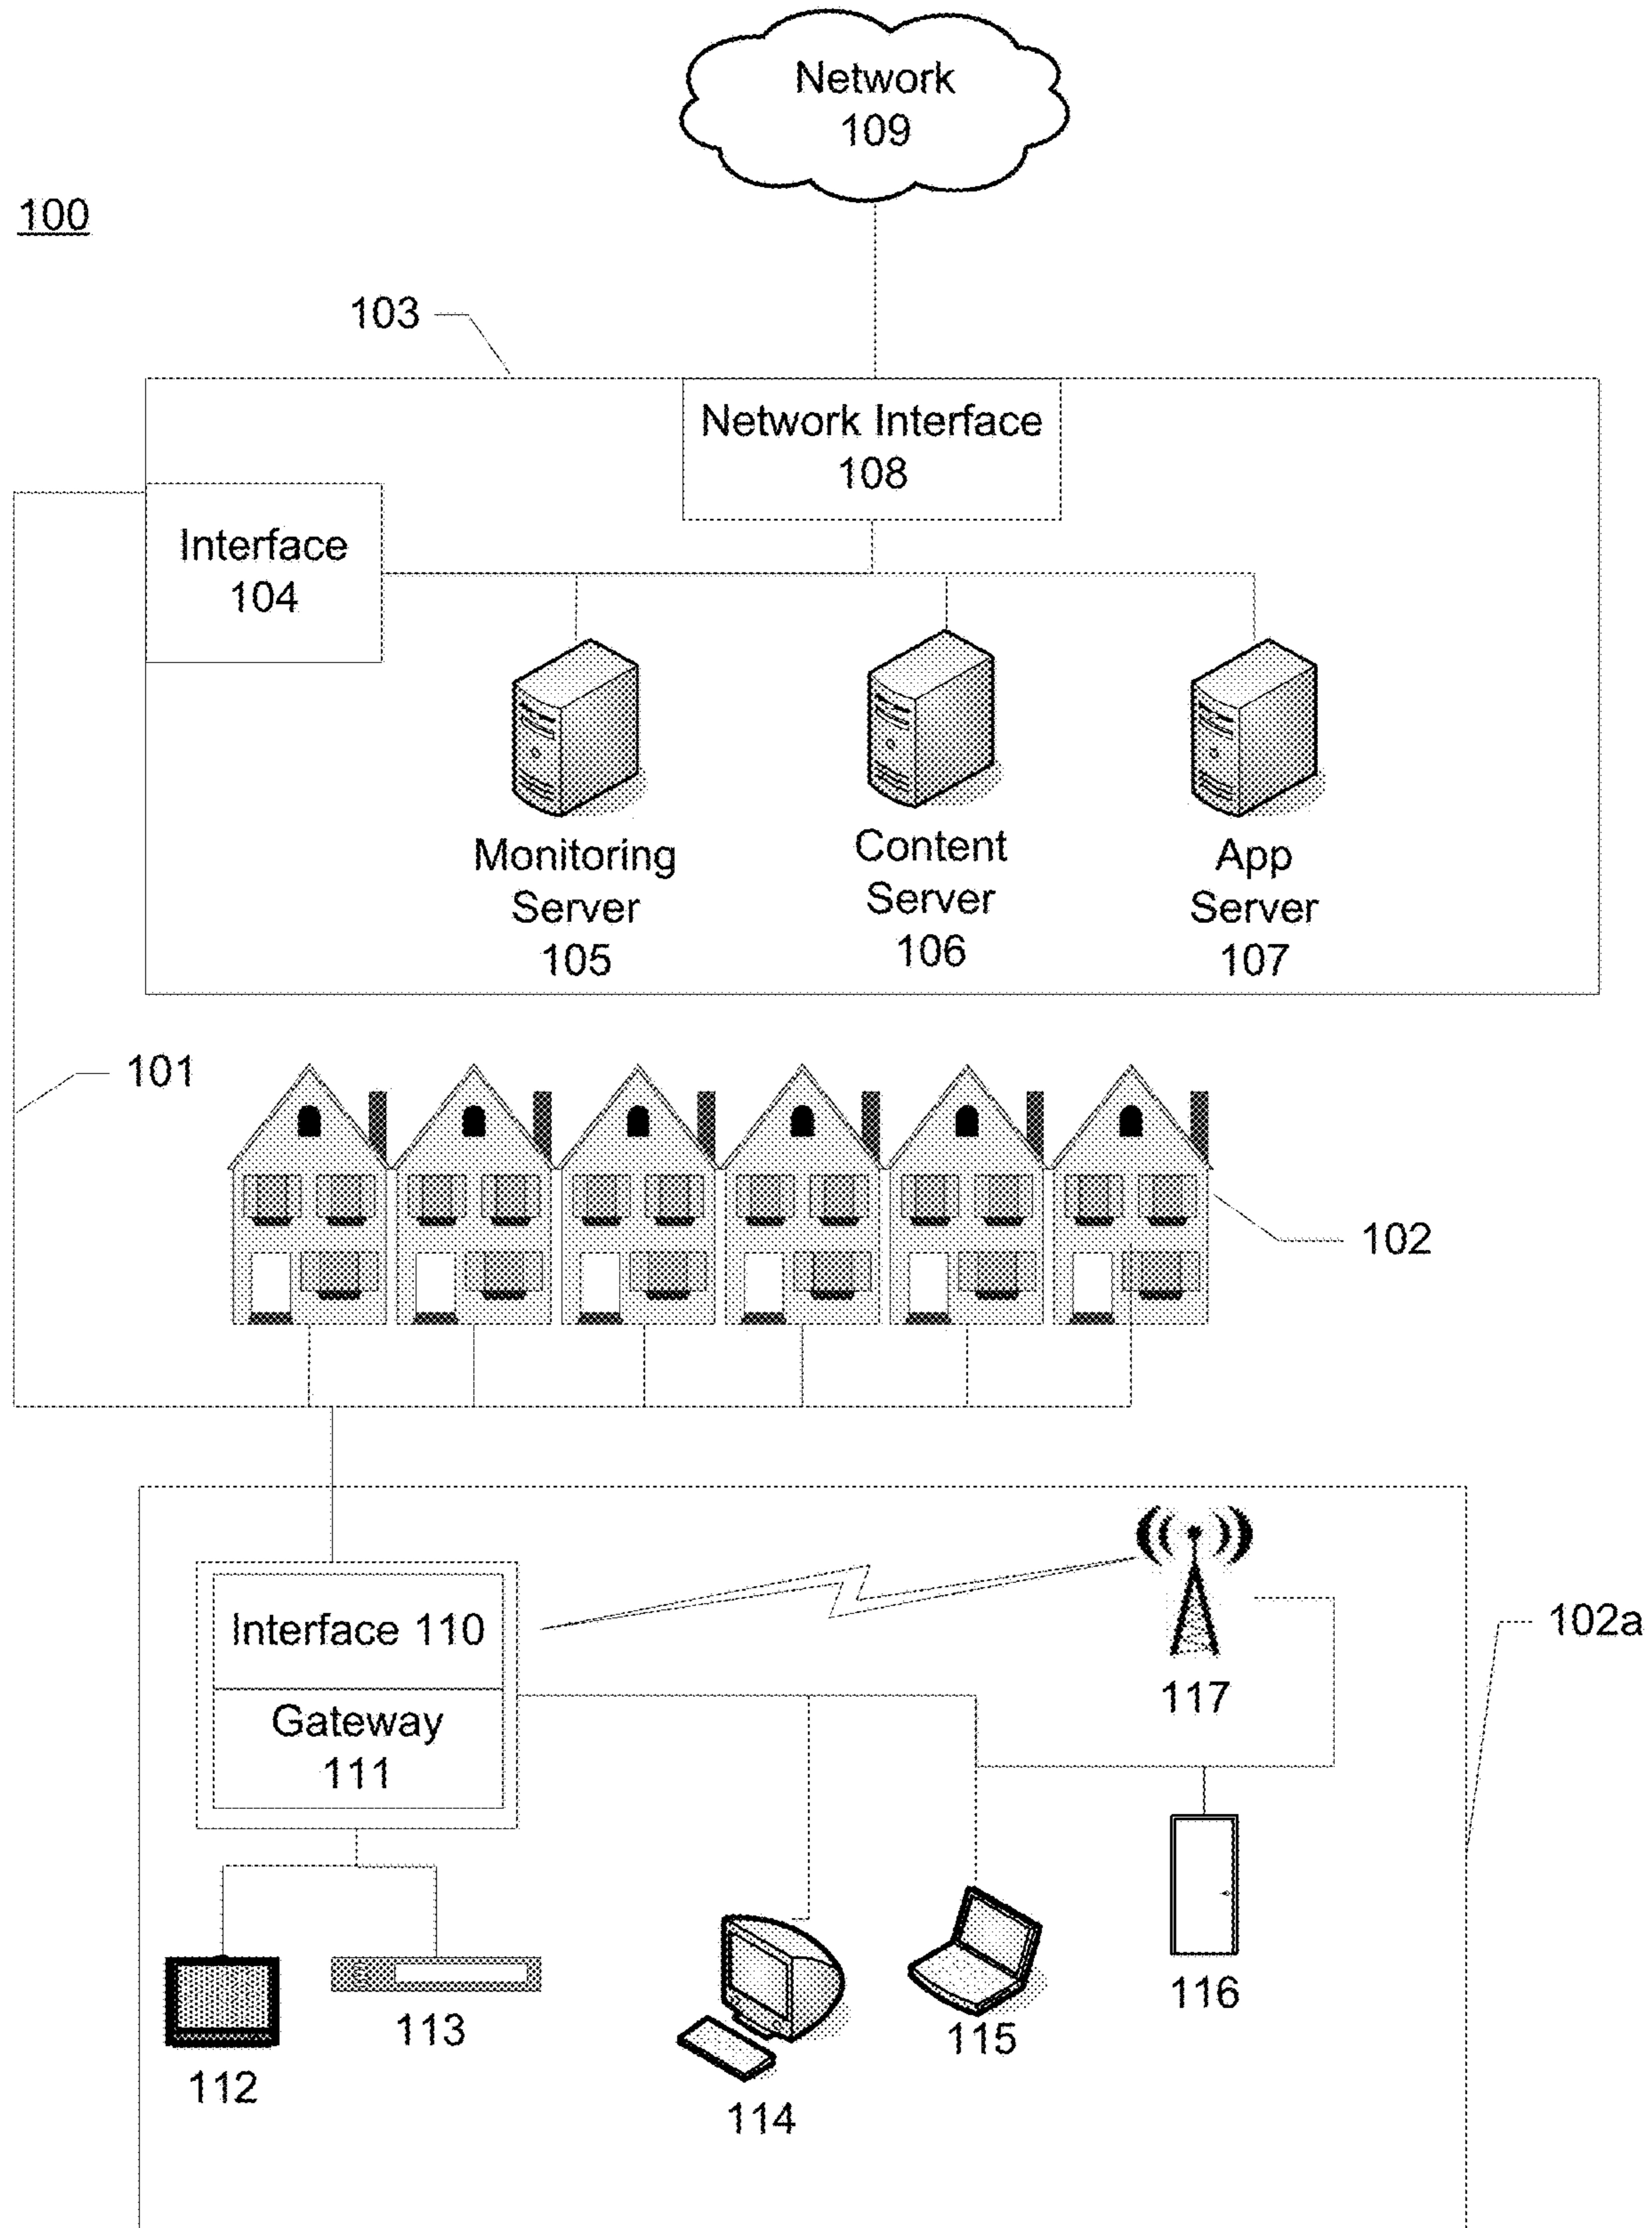 Network
109
100
103
Network Interface
108
Interface
104
Monitoring
Server
105
Content
Server
106
App
Server
107
101
102
Interface 110
Gateway
111
117
102a
112
113
114
115
116